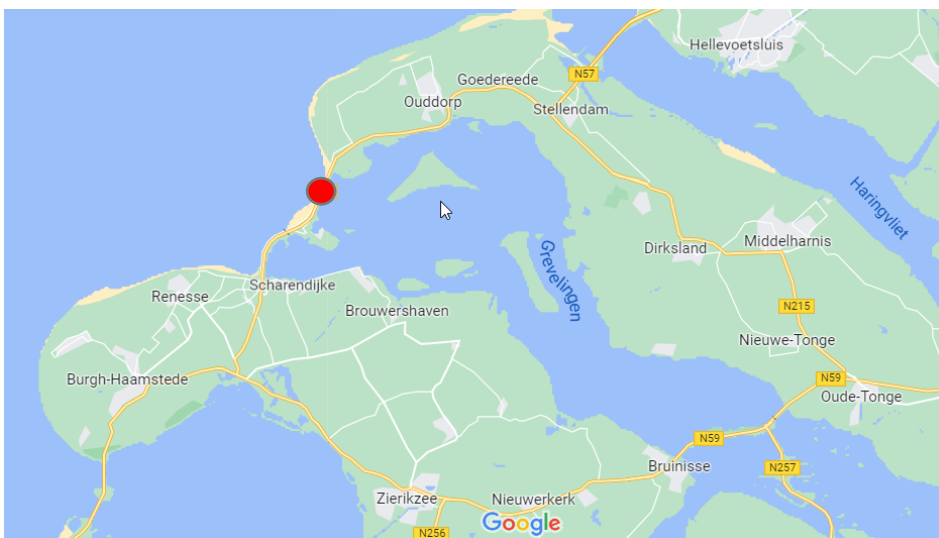 Hellevoetsluis
N57
Goedereede
Ouddorp
Stellendam
Haringvliet
Middelharnis
Dirksland
Grevelingen
Scharendijke
Renesse
Brouwershaven
N215
Nieuwe-Tonge
Burgh-Haamstede
N59
Oude-Tonge
N59
Bruinisse
N257
Zierikzee
Nieuwerkerk
Google
N256